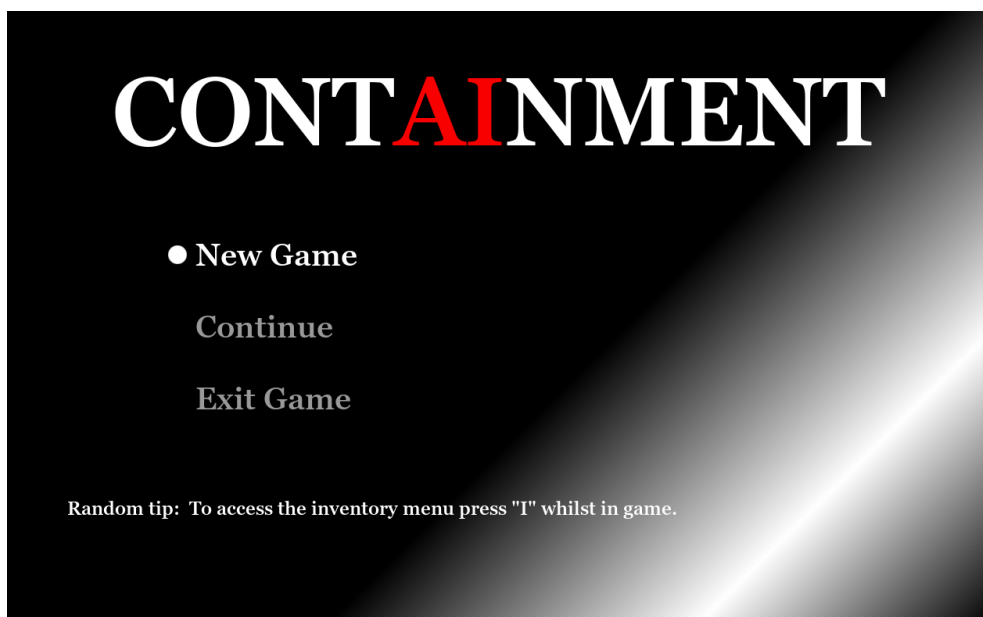 CONTAINMENT
New Game
Continue
Exit Game
Random tip:  To access the inventory menu press "I" whilst in game.